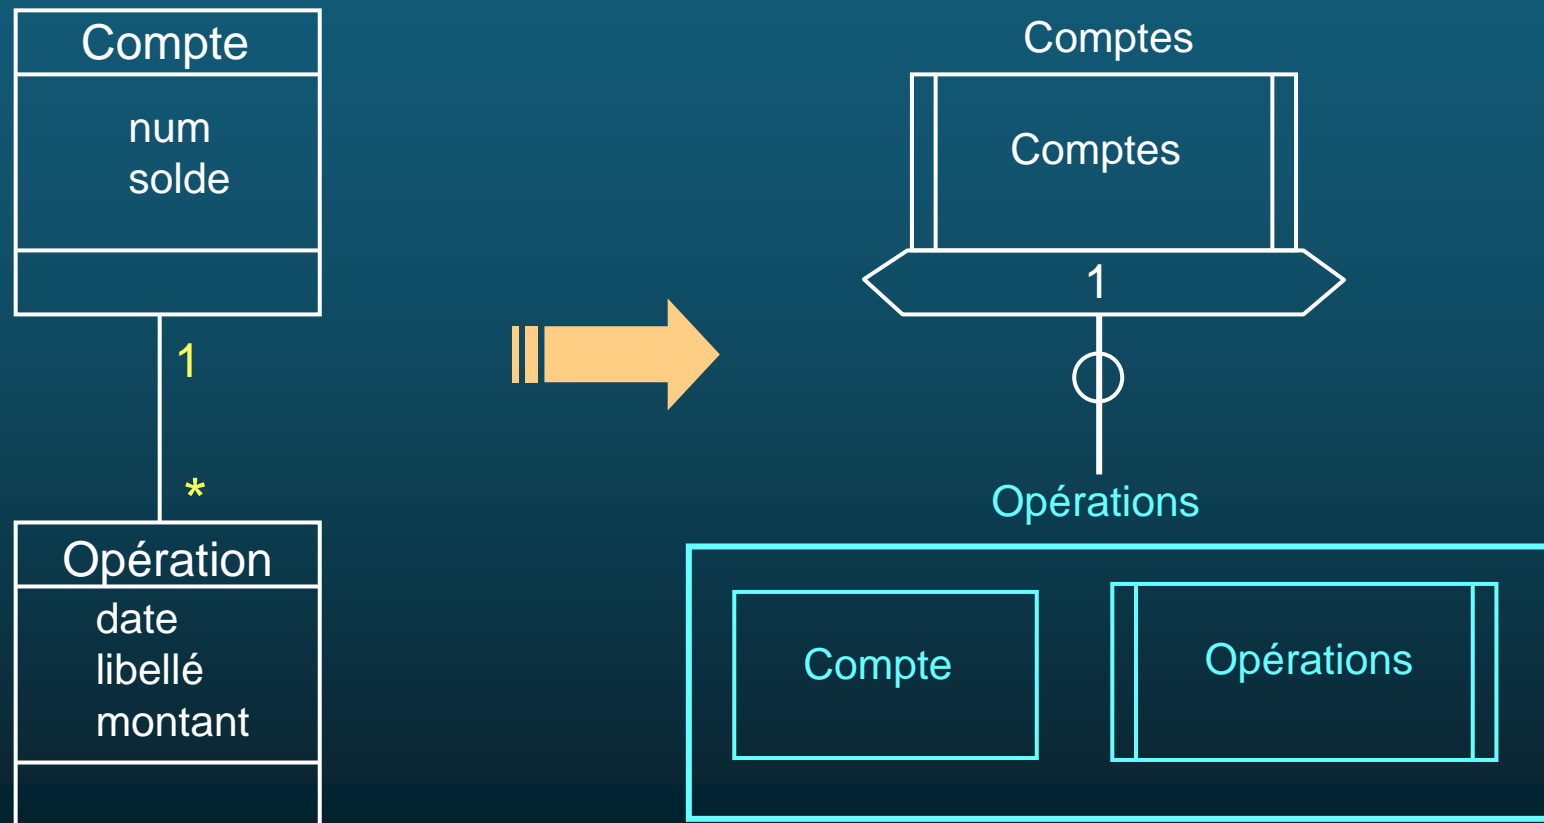 Compte
num
solde
1
*
Opération
date
libellé
montant
Comptes
Comptes
1
Opérations
Compte
Opérations